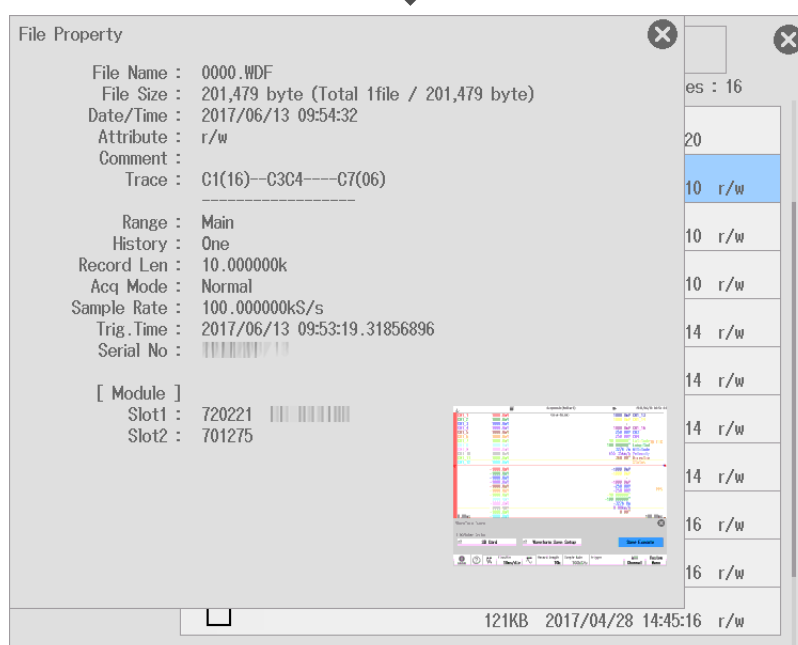 File Property
File Name : 0000.WDF
File Size : 201,479 byte (Total 1file / 201,479 byte)
Date/Time : 2017/06/13 09:54:32
Attribute : r/w
Comment :
Trace : C1(16)--C3C4----C7(06)
------------------
Range : Main
History : One
Record Len : 10.000000k
Acq Mode : Normal
Sample Rate : 100.000000kS/s
Trig.Time : 2017/06/13 09:53:19.31856896
Serial No :
[ Module ]
Slot1 : 720221
Slot2 : 701275
es : 16
20
10 r/w
10 r/w
10 r/w
14 r/w
14 r/w
14 r/w
14 r/w
16 r/w
16 r/w
121KB 2017/04/28 14:45:16 r/w